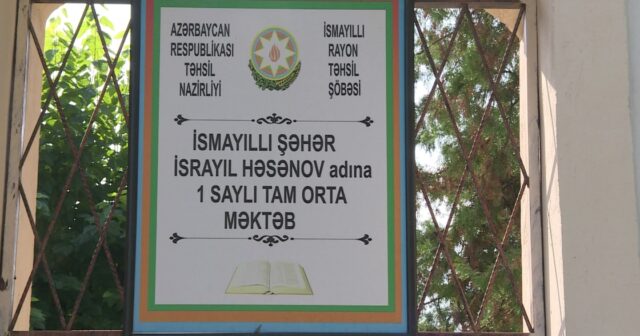 AZƏRBAYCAN
RESPUBLİKASI
TƏHSİL
NAZİRLİYİ
İSMAYILLI
RAYON
TƏHSİL
ŞÖBƏSİ
İSMAYILLI ŞƏHƏR
İSRAYIL HƏSƏNOV adına
1 SAYLI TAM ORTA
MƏKTƏB